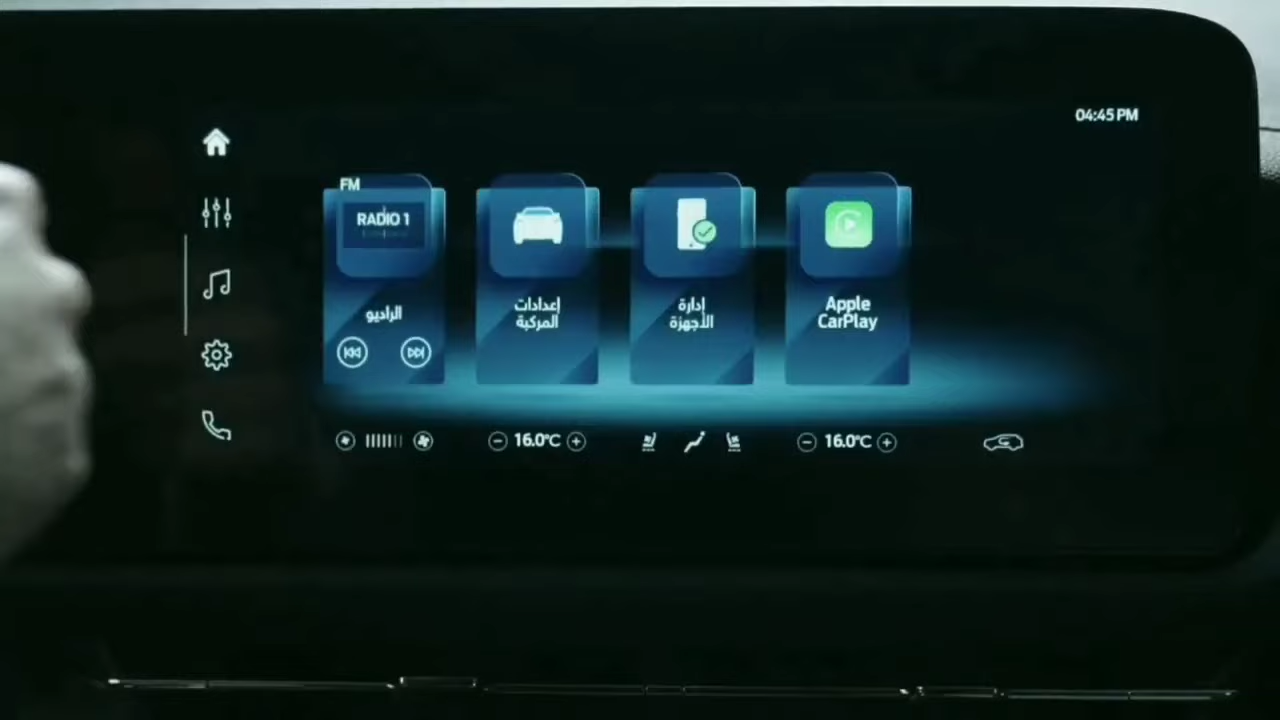 04:45 PM
FM
RADIO 1
الراديو
إعدادات
المركبة
إدارة
الأجهزة
Apple
CarPlay
16.0°C
16.0°C